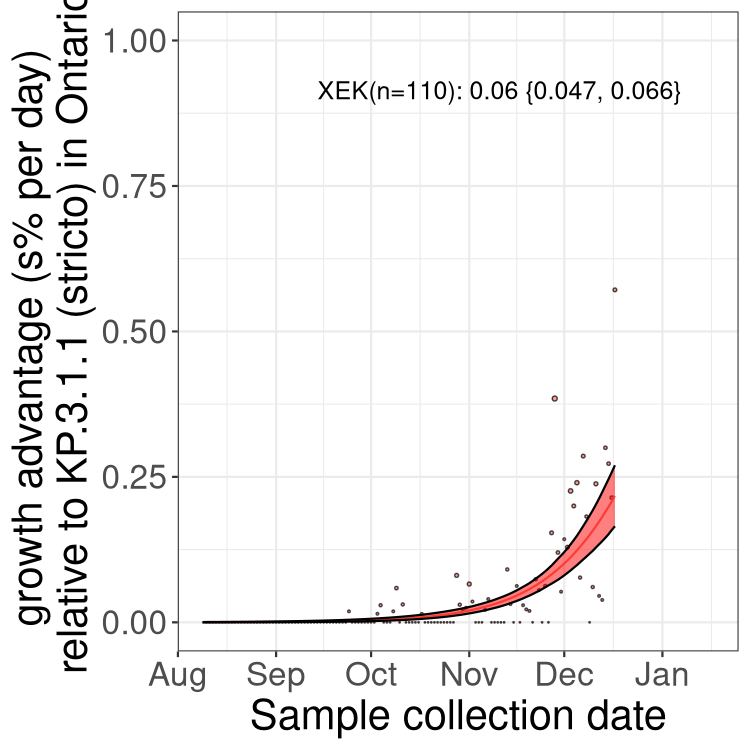 growth advantage (s% per day)
relative to KP.3.1.1 (stricto) in Ontario
1.00
0.75
0.50
0.25
0.00
XEK(n=110): 0.06 {0.047, 0.066}
Aug Sep Oct Nov Dec Jan
Sample collection date